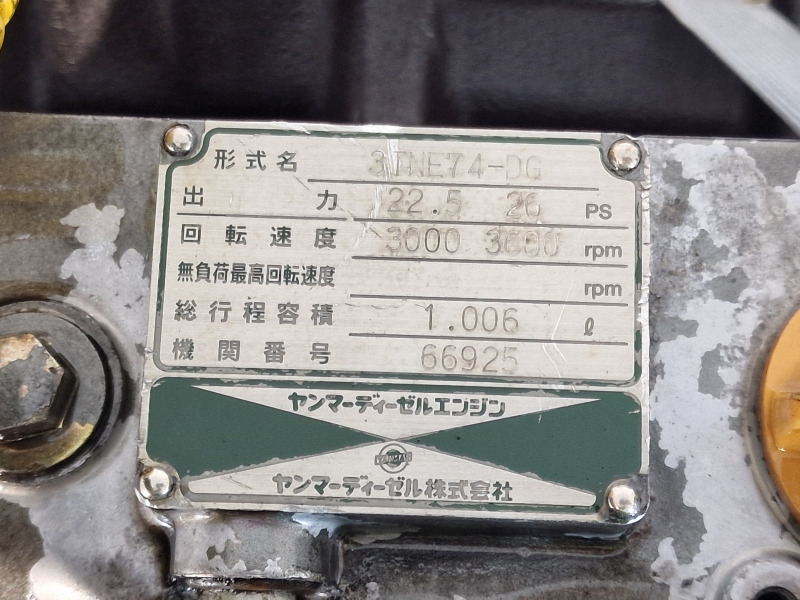 形式名 3TNE74-DG
出力 22.5 26 PS
回転速度 3000 3600 rpm
無負荷最高回転速度 rpm
総行程容積 1.006 ℓ
機関番号 66925
ヤンマーディーゼルエンジン
YANMAR
ヤンマーディーゼル株式会社